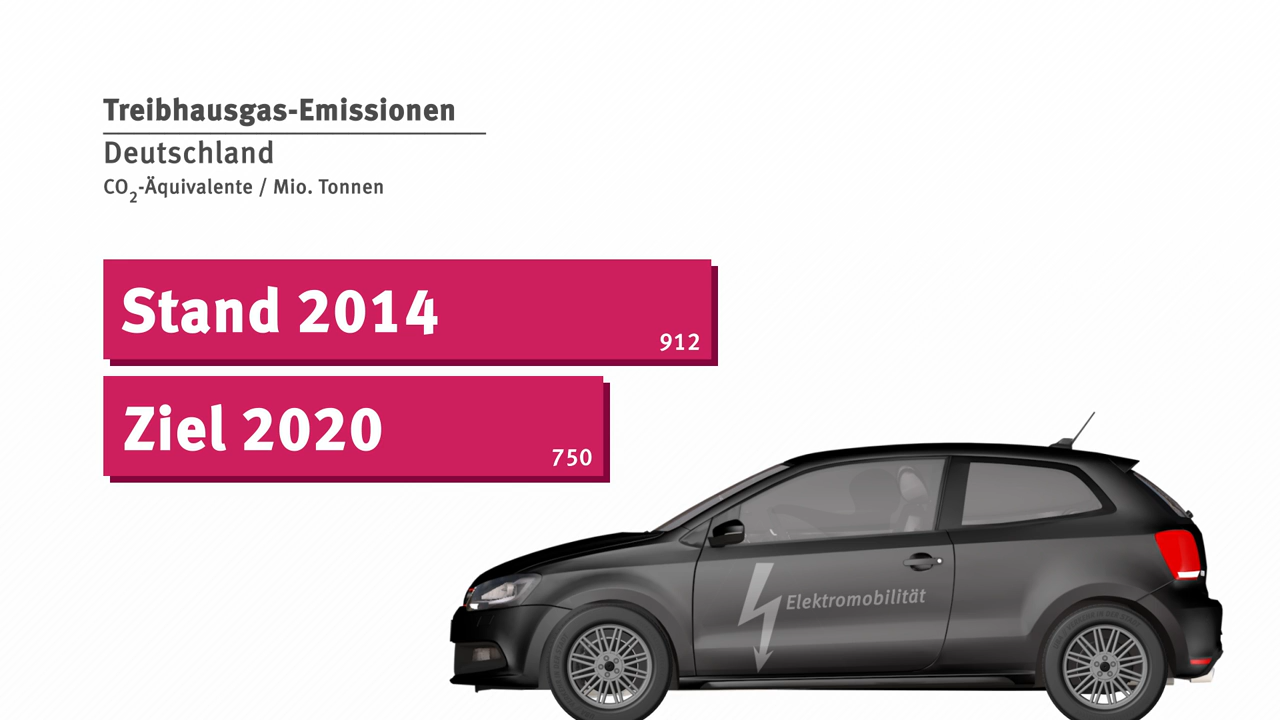 Treibhausgas-Emissionen
Deutschland
CO₂-Äquivalente / Mio. Tonnen
Stand 2014
912
Ziel 2020
750
Elektromobilität